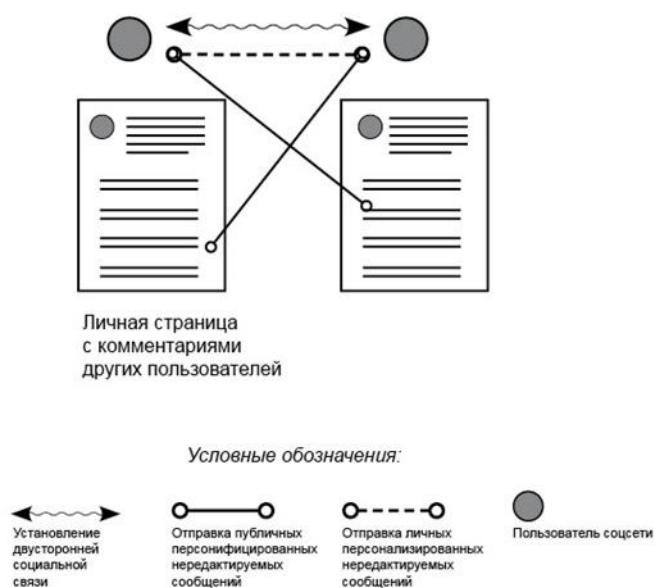 Личная страница
с комментариями
других пользователей
Условные обозначения:
Установление
двусторонней
социальной
связи
Отправка публичных
персонифицированных
нередактируемых
сообщений
Отправка личных
персонализированных
нередактируемых
сообщений
Пользователь соцсети